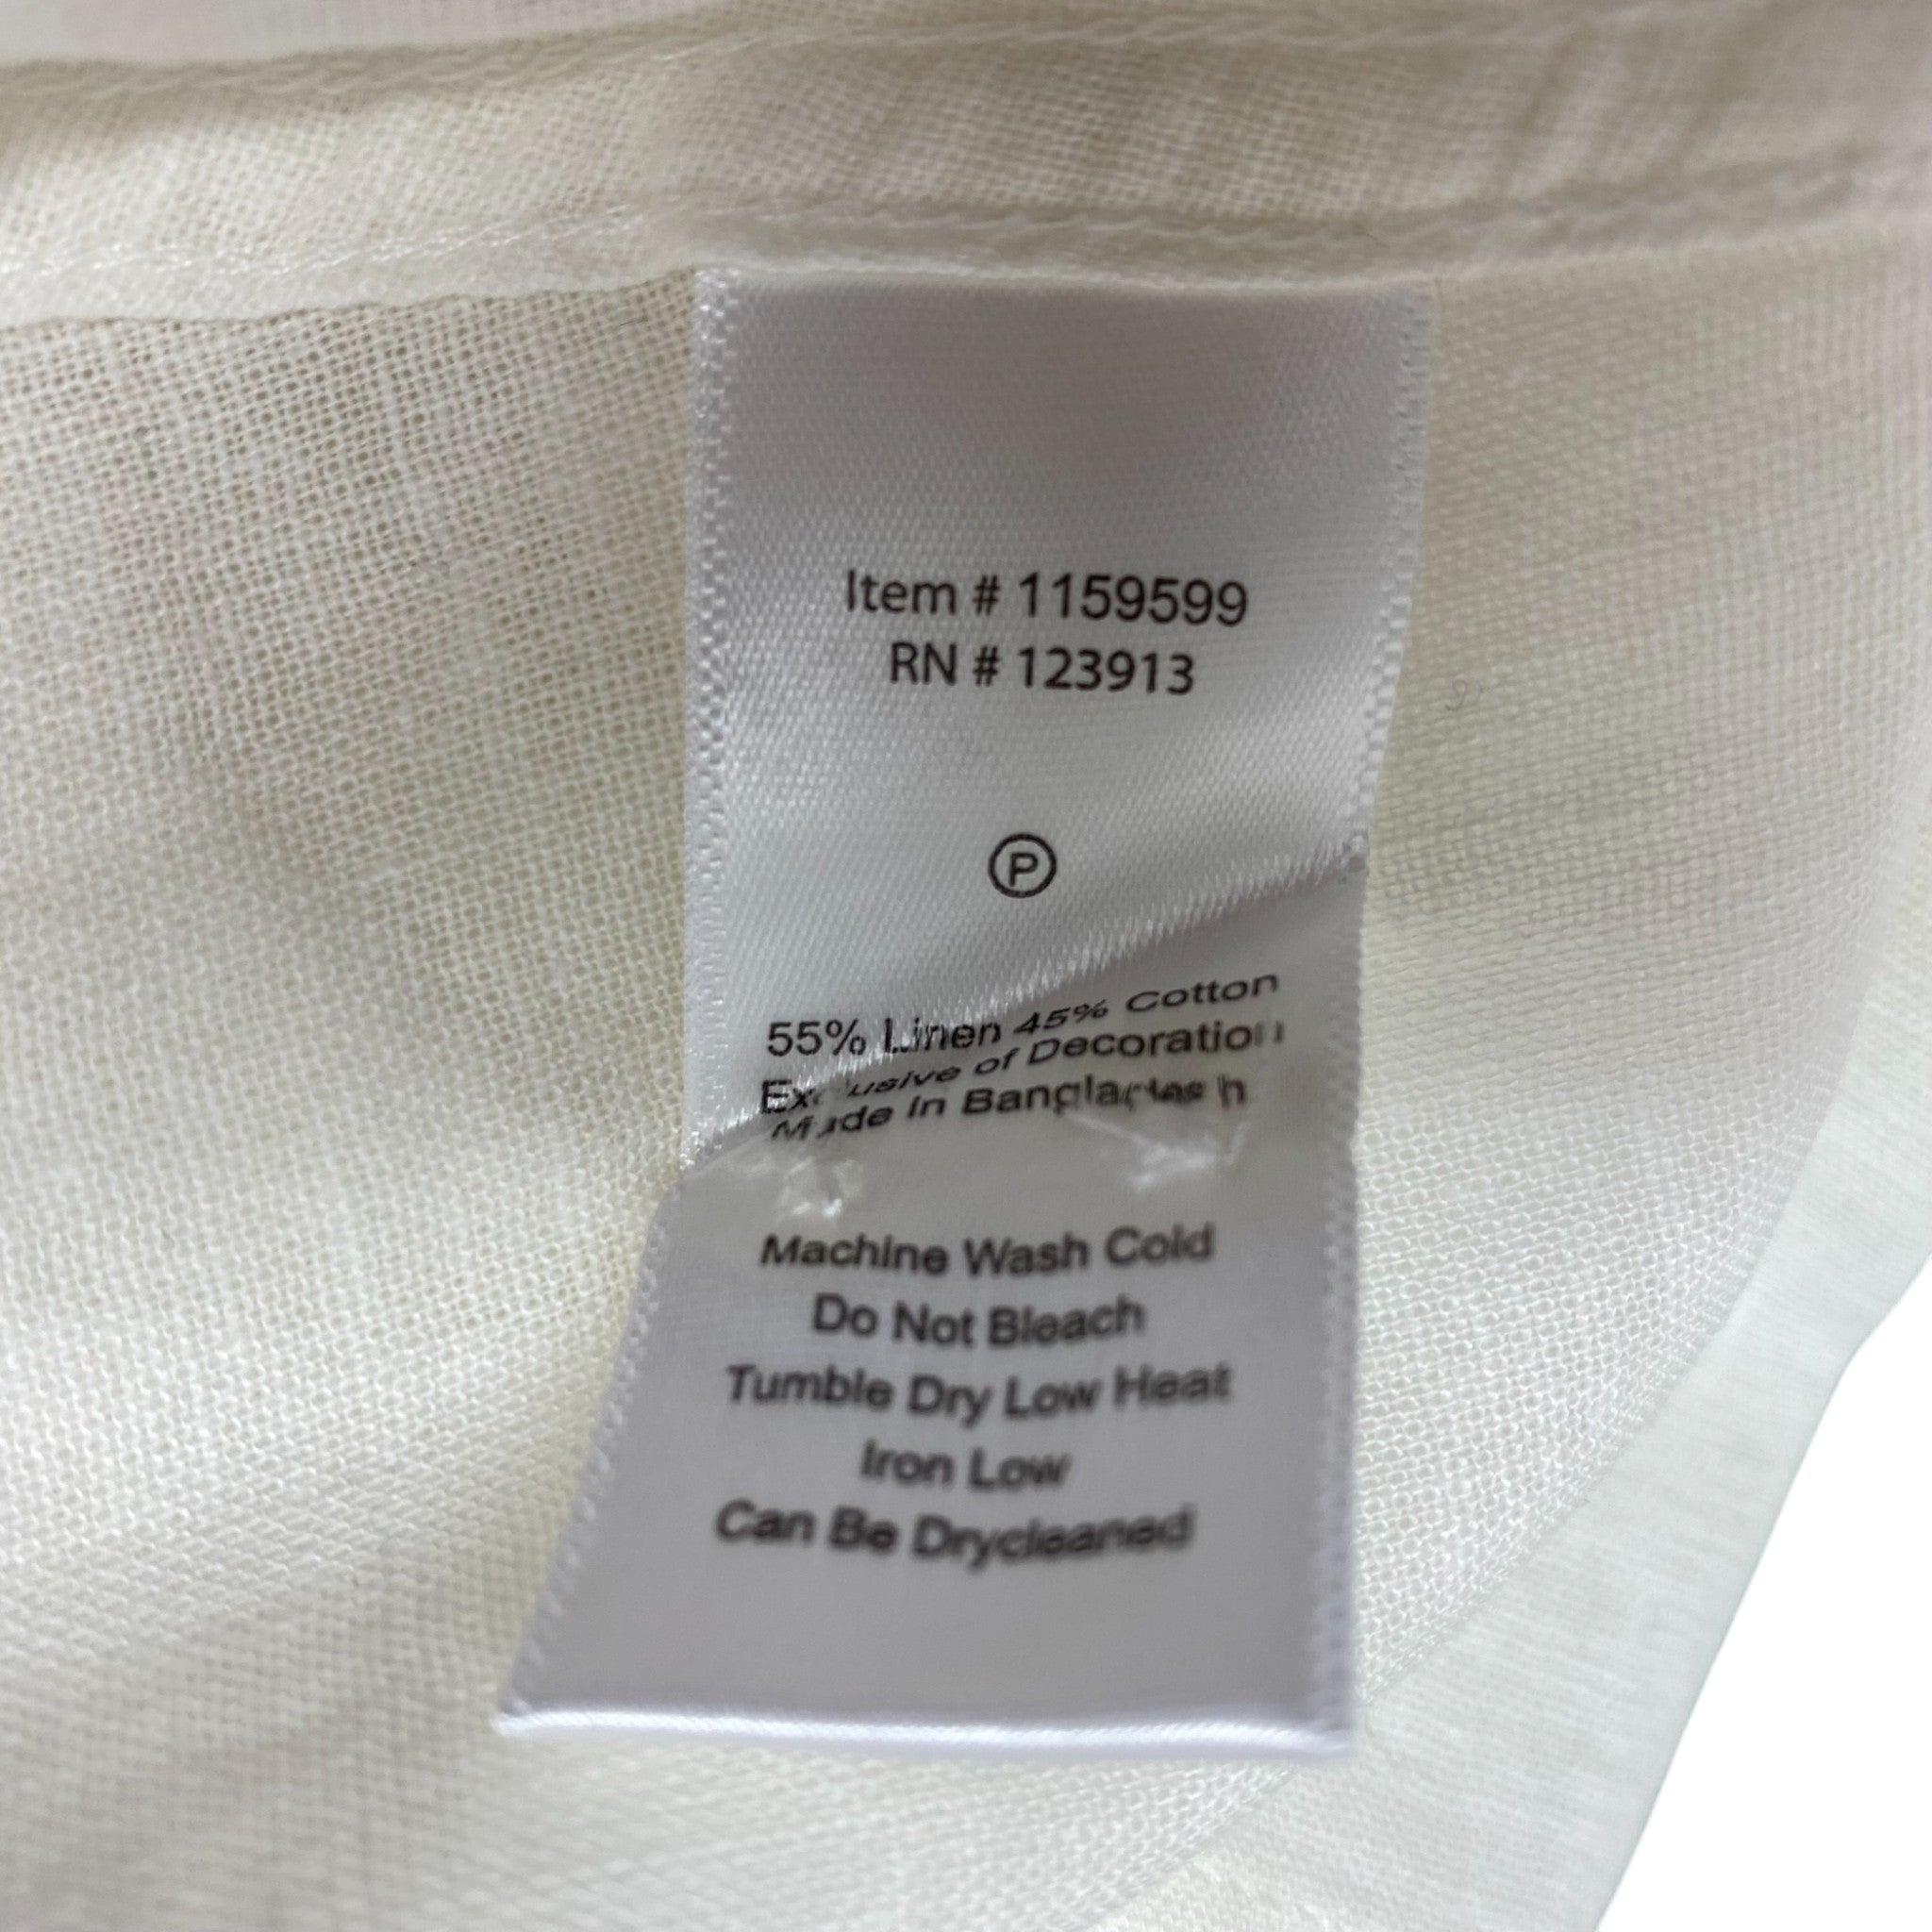 Item # 1159599
RN # 123913
Ⓟ
55% Linen 45% Cotton
Exclusive of Decoration
Made In Bangladesh
Machine Wash Cold
Do Not Bleach
Tumble Dry Low Heat
Iron Low
Can Be Drycleaned